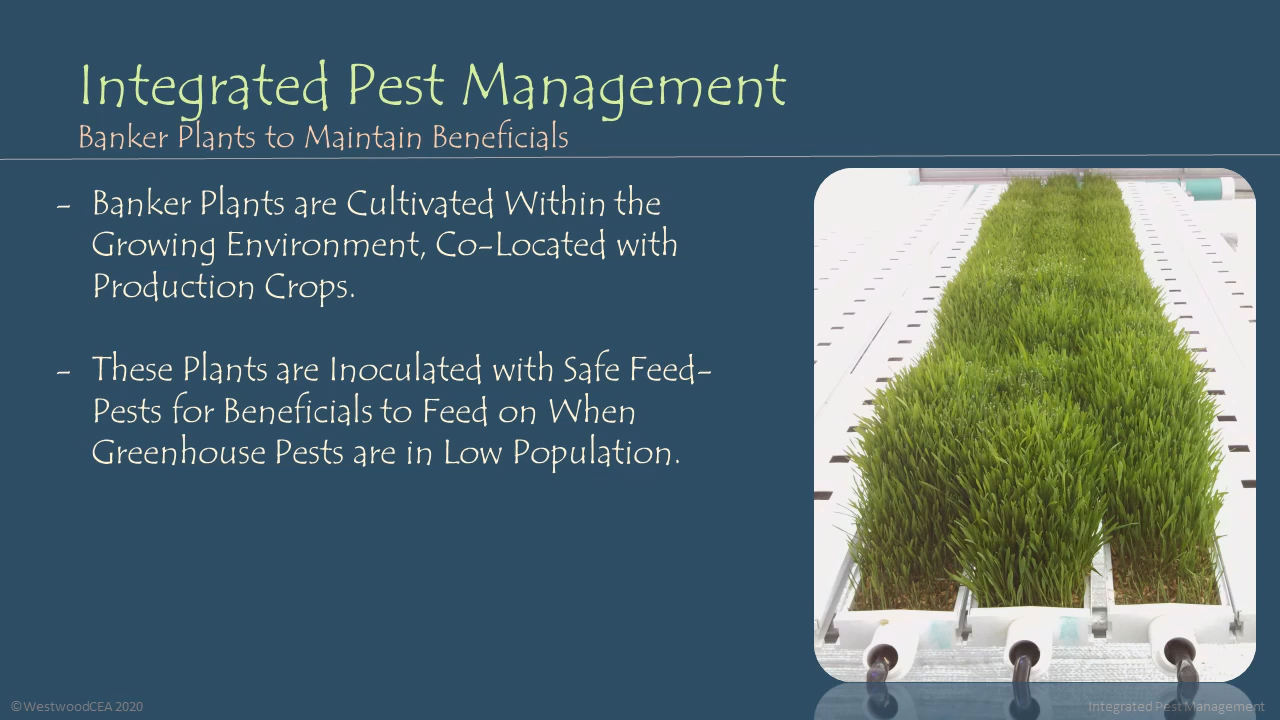 Integrated Pest Management
Banker Plants to Maintain Beneficials
- Banker Plants are Cultivated Within the
Growing Environment, Co-Located with
Production Crops.
- These Plants are Inoculated with Safe Feed-
Pests for Beneficials to Feed on When
Greenhouse Pests are in Low Population.
©WestwoodCEA 2020
Integrated Pest Management